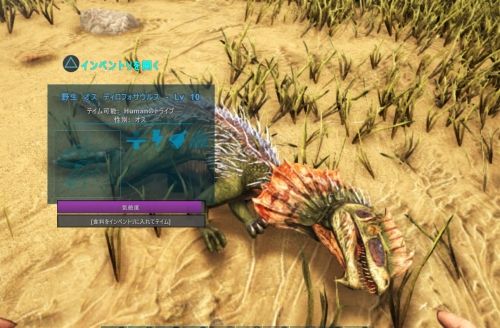 インベントリを開く
野生 オス ディロフォサウルス - Lv 10
テイム可能: Humanのトライブ
性別: オス
気絶度
[食料をインベントリに入れてテイム]